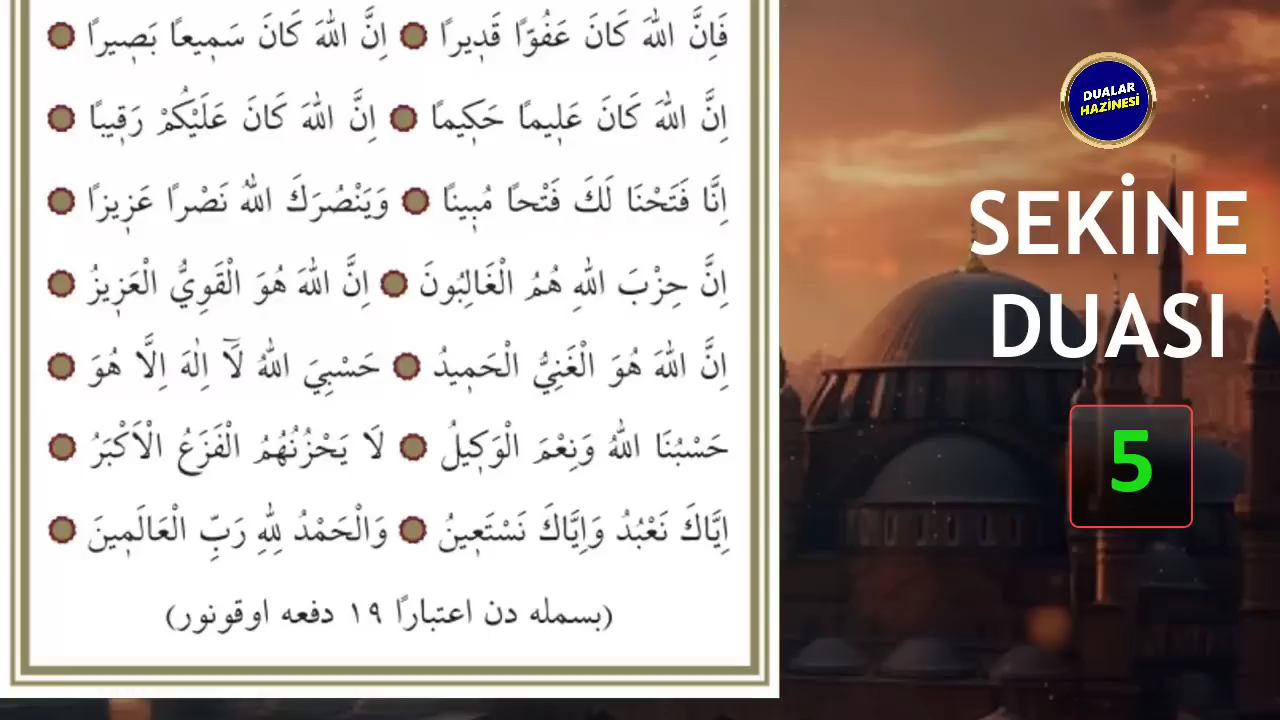 فَاِنَّ اللّٰهَ كَانَ عَفُوًّا قَدٖيرًا اِنَّ اللّٰهَ كَانَ سَمٖيعاً بَصٖيراً
اِنَّ اللّٰهَ كَانَ عَلٖيمًا حَكٖيمًا اِنَّ اللّٰهَ كَانَ عَلَيْكُمْ رَقٖيبًا
اِنَّا فَتَحْنَا لَكَ فَتْحًا مُبٖينًا وَيَنْصُرَكَ اللّٰهُ نَصْرًا عَزٖيزًا
اِنَّ حِزْبَ اللّٰهِ هُمُ الْغَالِبُونَ اِنَّ اللّٰهَ هُوَ الْقَوِيُّ الْعَزٖيزُ
اِنَّ اللّٰهَ هُوَ الْغَنِيُّ الْحَمٖيدُ حَسْبِيَ اللّٰهُ لَٓا اِلٰهَ اِلَّا هُوَ
حَسْبُنَا اللّٰهُ وَنِعْمَ الْوَكٖيلُ لَا يَحْزُنُهُمُ الْفَزَعُ الْاَكْبَرُ
اِيَّاكَ نَعْبُدُ وَاِيَّاكَ نَسْتَعٖينُ وَالْحَمْدُ لِلّٰهِ رَبِّ الْعَالَمٖينَ
(بسمله دن اعتبارًا ١٩ دفعه اوقونور)
DUALAR
HAZİNESİ
SEKİNE
DUASI
5